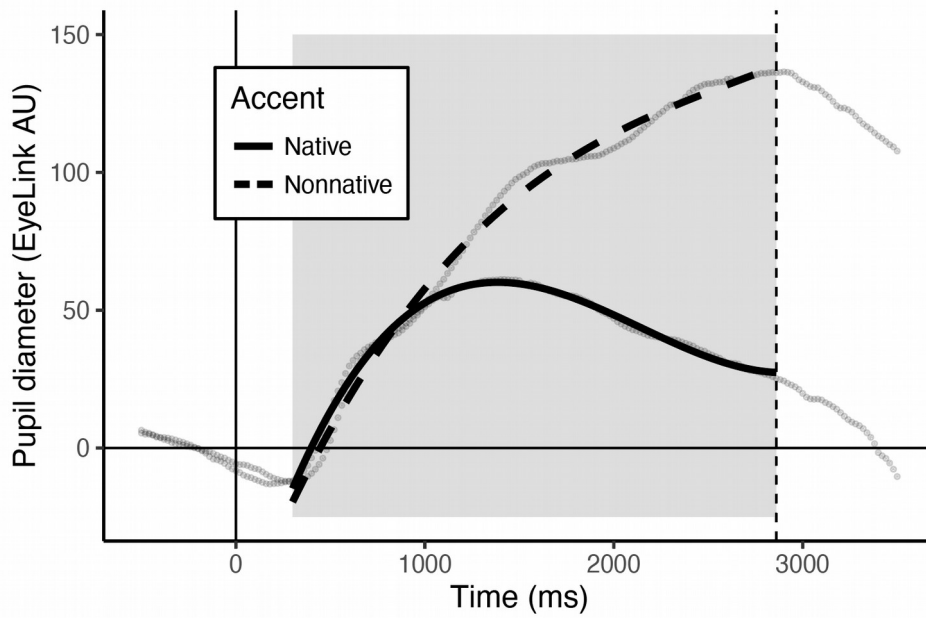 150
100
50
0
Pupil diameter (EyeLink AU)
Accent
Native
Nonnative
0 1000 2000 3000
Time (ms)